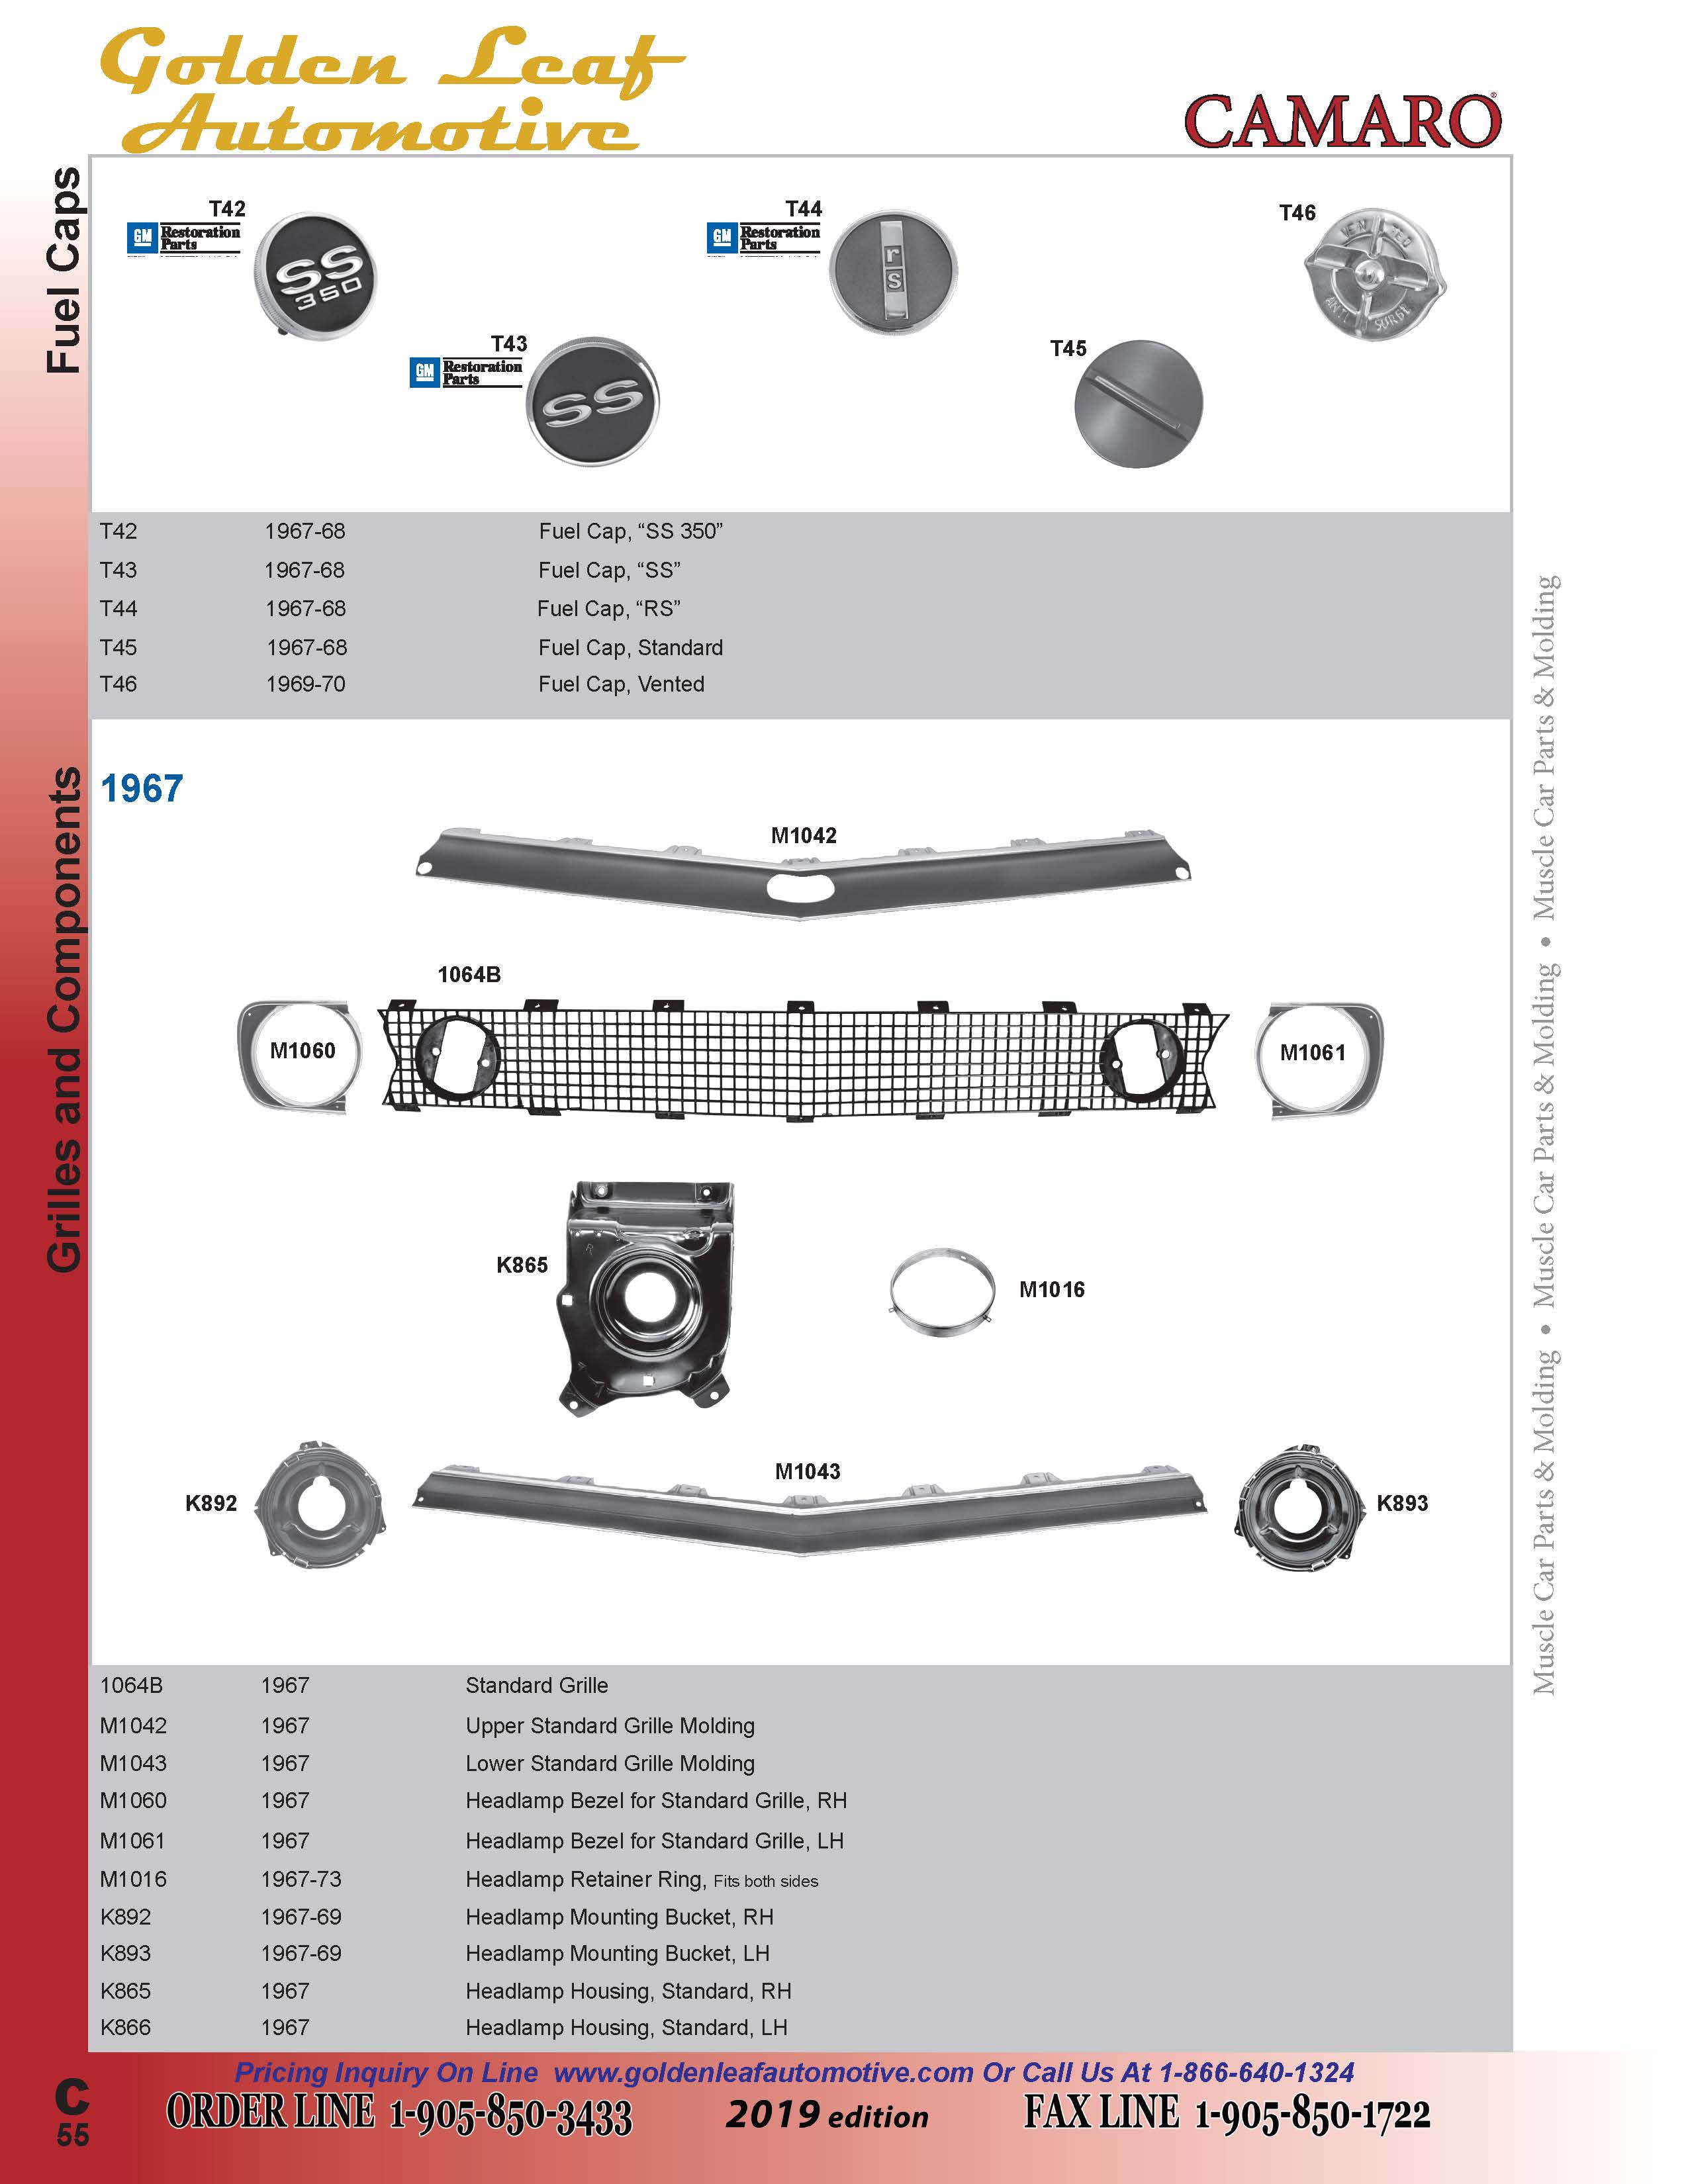 Golden Leaf
Automotive
CAMARO®
Fuel Caps
T42
GM Restoration
Parts
T43
GM Restoration
Parts
T44
GM Restoration
Parts
SS
350
SS
rs
T45
T46
VENTED
ANTI SURGE
T42 1967-68 Fuel Cap, “SS 350”
T43 1967-68 Fuel Cap, “SS”
T44 1967-68 Fuel Cap, “RS”
T45 1967-68 Fuel Cap, Standard
T46 1969-70 Fuel Cap, Vented
Grilles and Components
1967
M1042
1064B
M1060
M1061
K865
M1016
K892
M1043
K893
1064B 1967 Standard Grille
M1042 1967 Upper Standard Grille Molding
M1043 1967 Lower Standard Grille Molding
M1060 1967 Headlamp Bezel for Standard Grille, RH
M1061 1967 Headlamp Bezel for Standard Grille, LH
M1016 1967-73 Headlamp Retainer Ring, Fits both sides
K892 1967-69 Headlamp Mounting Bucket, RH
K893 1967-69 Headlamp Mounting Bucket, LH
K865 1967 Headlamp Housing, Standard, RH
K866 1967 Headlamp Housing, Standard, LH
Muscle Car Parts & Molding • Muscle Car Parts & Molding • Muscle Car Parts & Molding
Pricing Inquiry On Line www.goldenleafautomotive.com Or Call Us At 1-866-640-1324
C
55
ORDER LINE 1-905-850-3433 2019 edition FAX LINE 1-905-850-1722